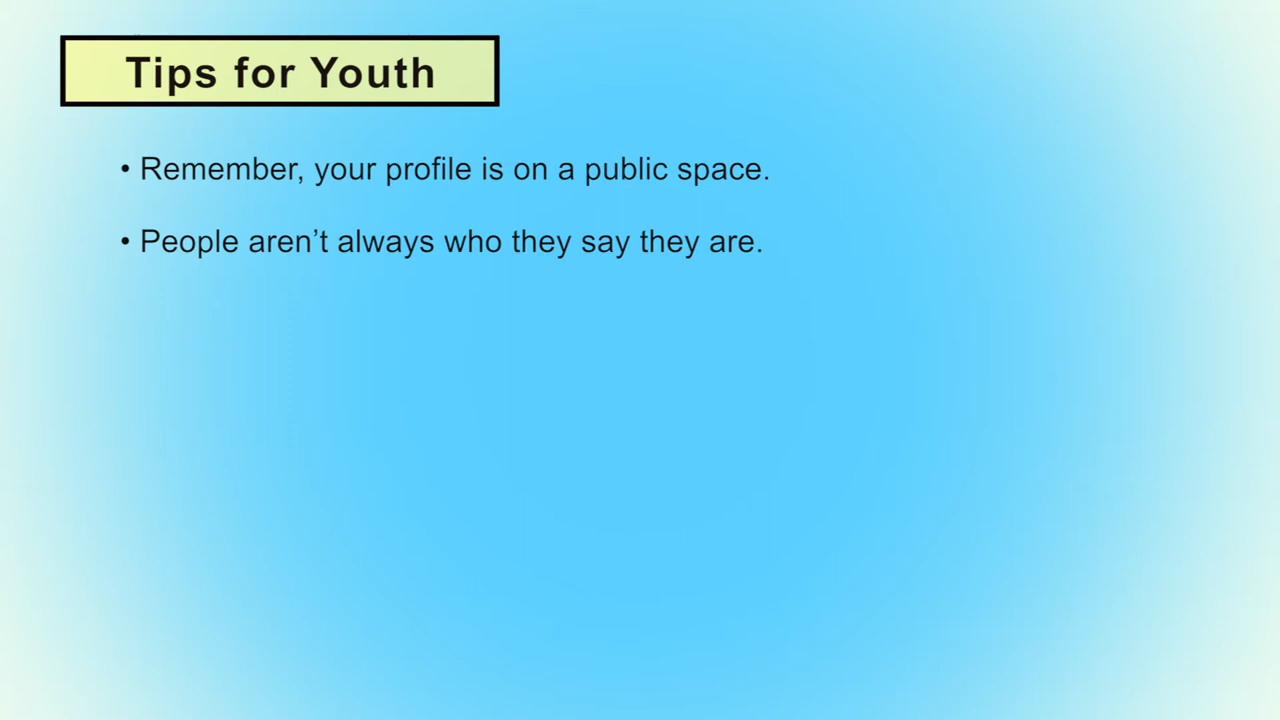 Tips for Youth
• Remember, your profile is on a public space.
• People aren’t always who they say they are.